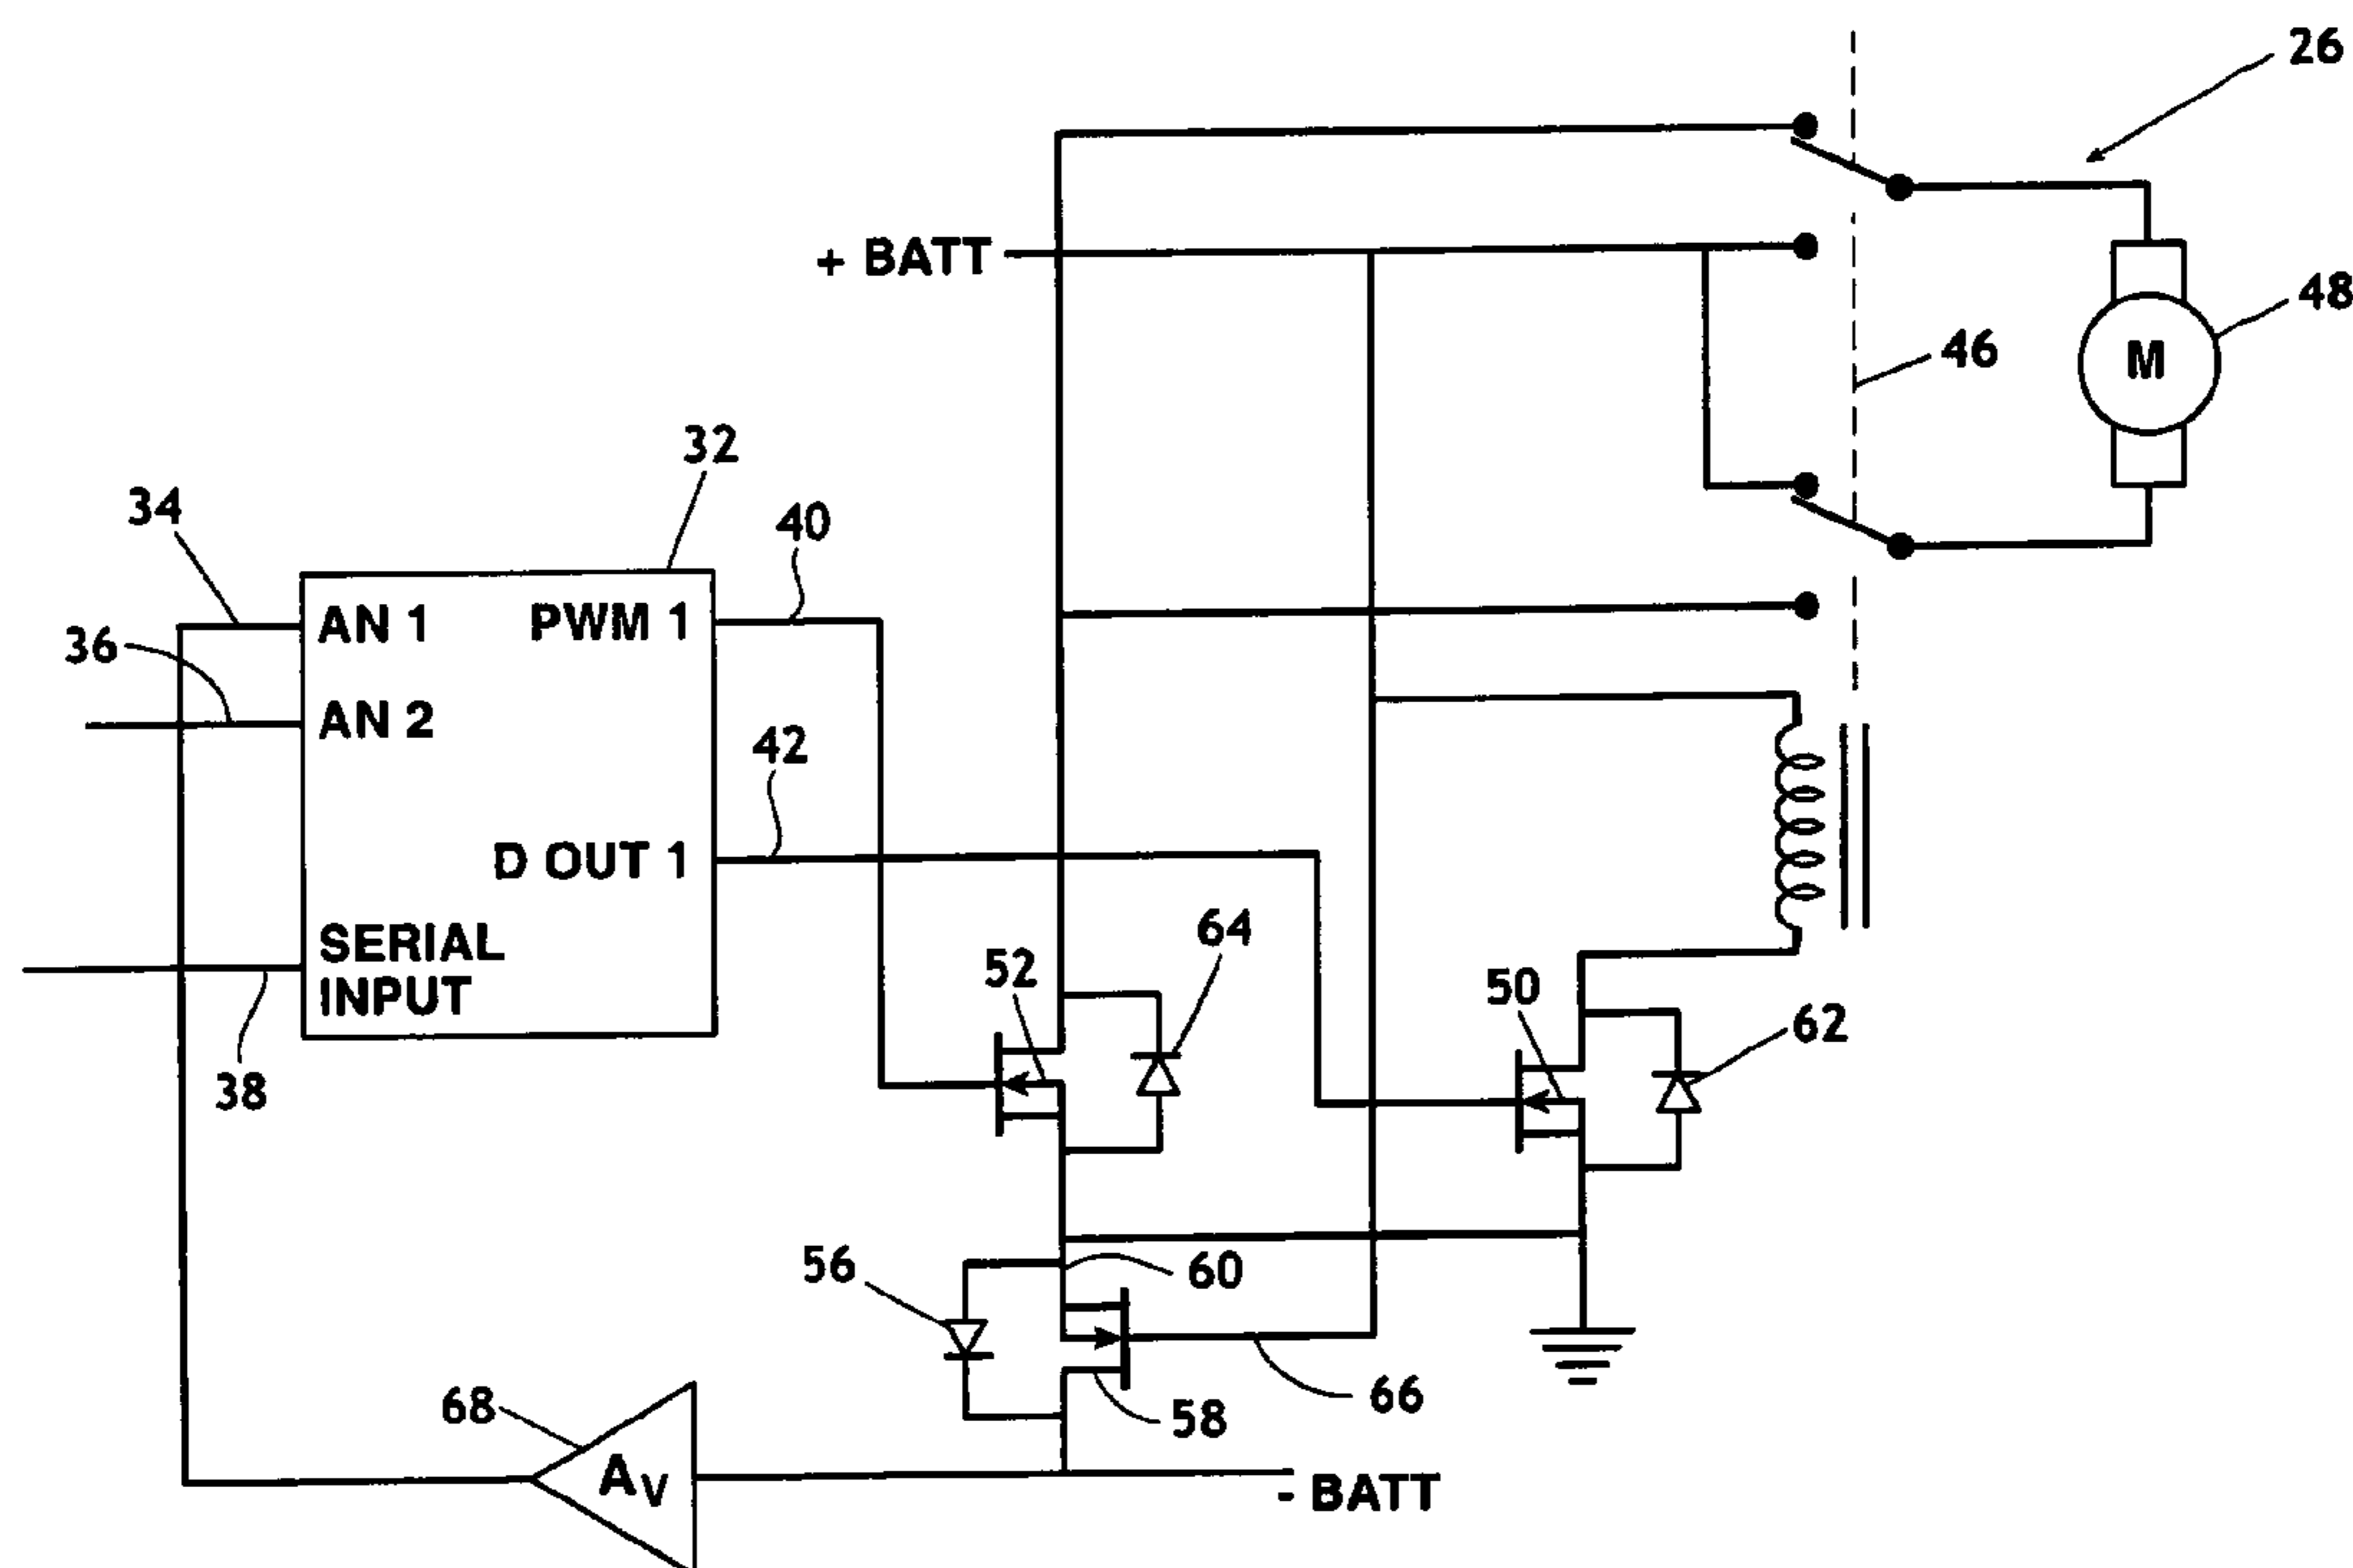 26
+ BATT
48
46
M
32
34
40
AN 1
PWM 1
36
AN 2
42
D OUT 1
64
SERIAL
INPUT
52
50
62
38
56
60
66
68
58
AV
- BATT